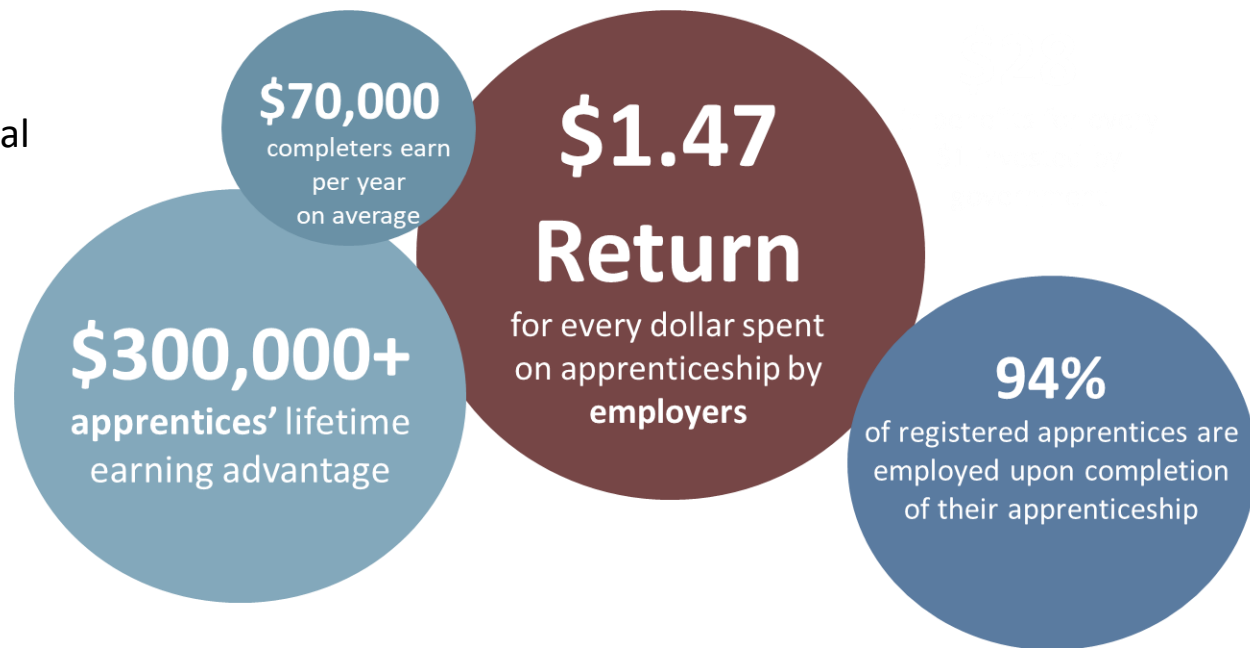 al
$70,000
completers earn
per year
on average
$1.47
Return
for every dollar spent
on apprenticeship by
employers
$300,000+
apprentices’ lifetime
earning advantage
94%
of registered apprentices are
employed upon completion
of their apprenticeship